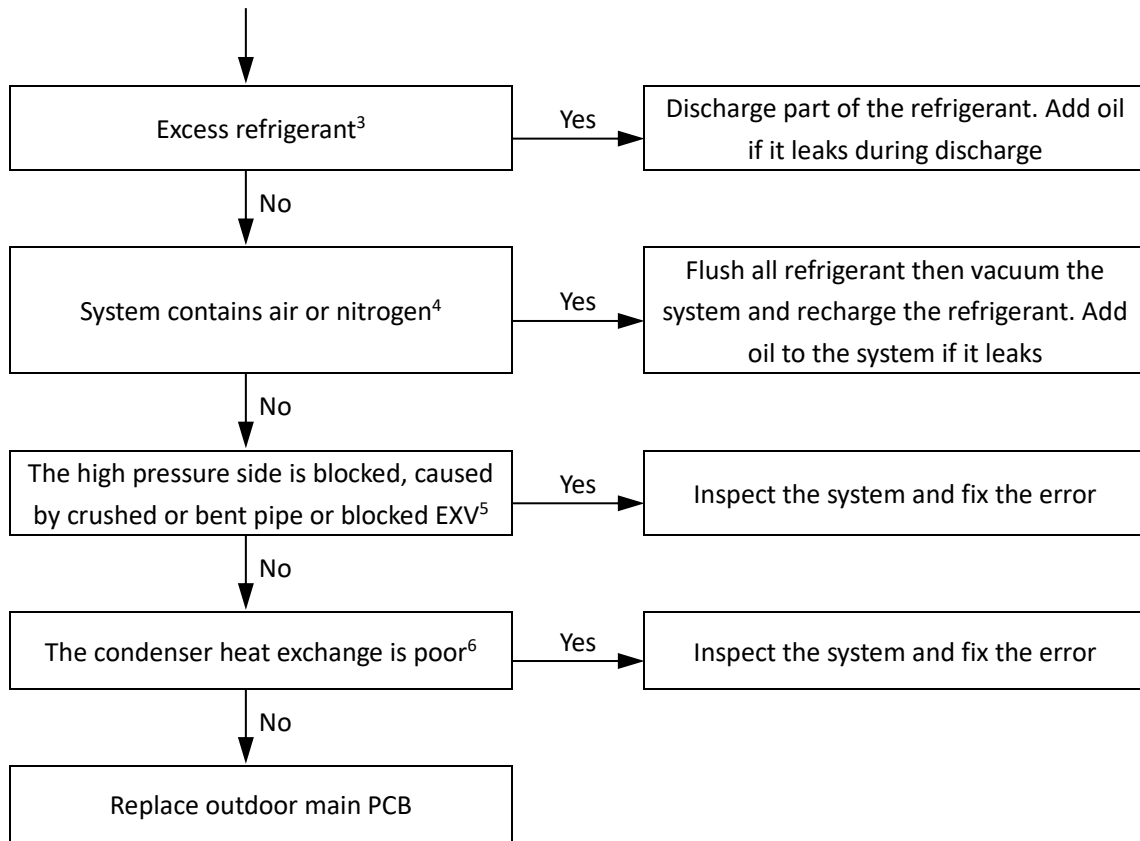 Excess refrigerant³
Yes
Discharge part of the refrigerant. Add oil
if it leaks during discharge
No
System contains air or nitrogen⁴
Yes
Flush all refrigerant then vacuum the
system and recharge the refrigerant. Add
oil to the system if it leaks
No
The high pressure side is blocked, caused
by crushed or bent pipe or blocked EXV⁵
Yes
Inspect the system and fix the error
No
The condenser heat exchange is poor⁶
Yes
Inspect the system and fix the error
No
Replace outdoor main PCB